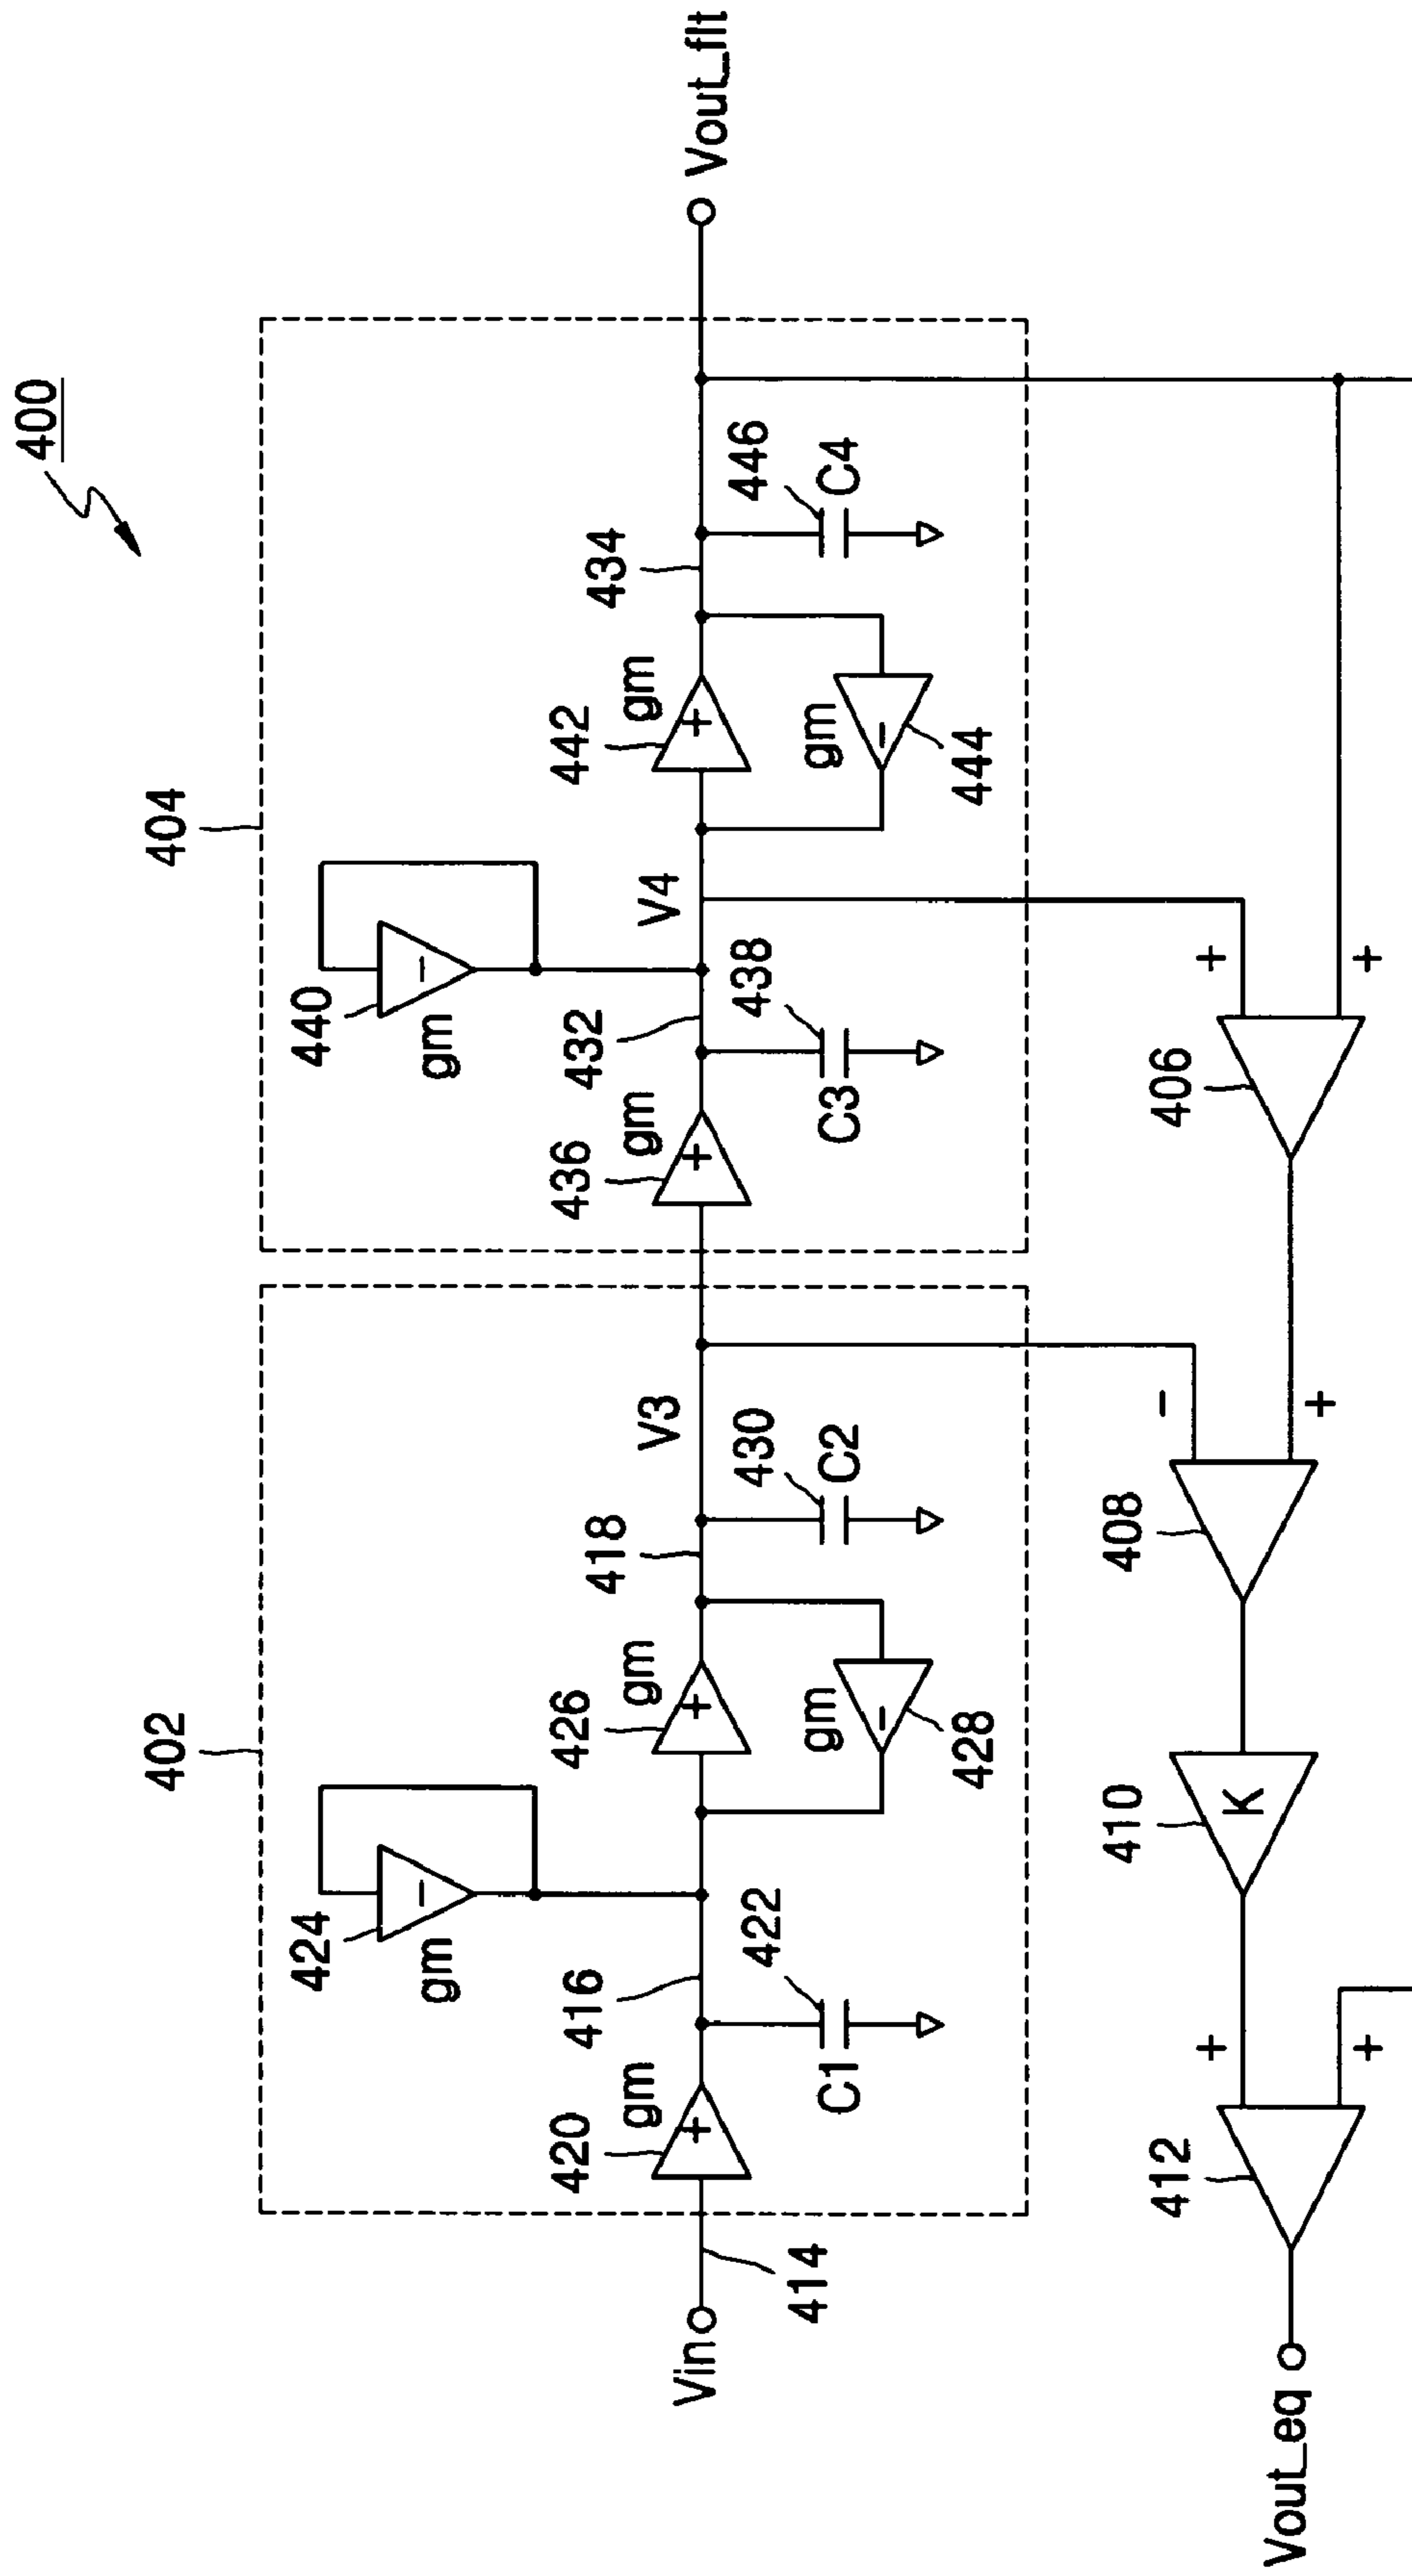 400
402
404
424
gm
440
gm
Vin
414
420
gm
416
422
C1
426
gm
418
V3
430
C2
gm
428
436
gm
432
438
C3
V4
442
gm
434
446
C4
gm
444
Vout_flt
+
-
+
-
+
-
+
-
+
+
406
-
+
408
410
K
+
+
412
Vout_eq